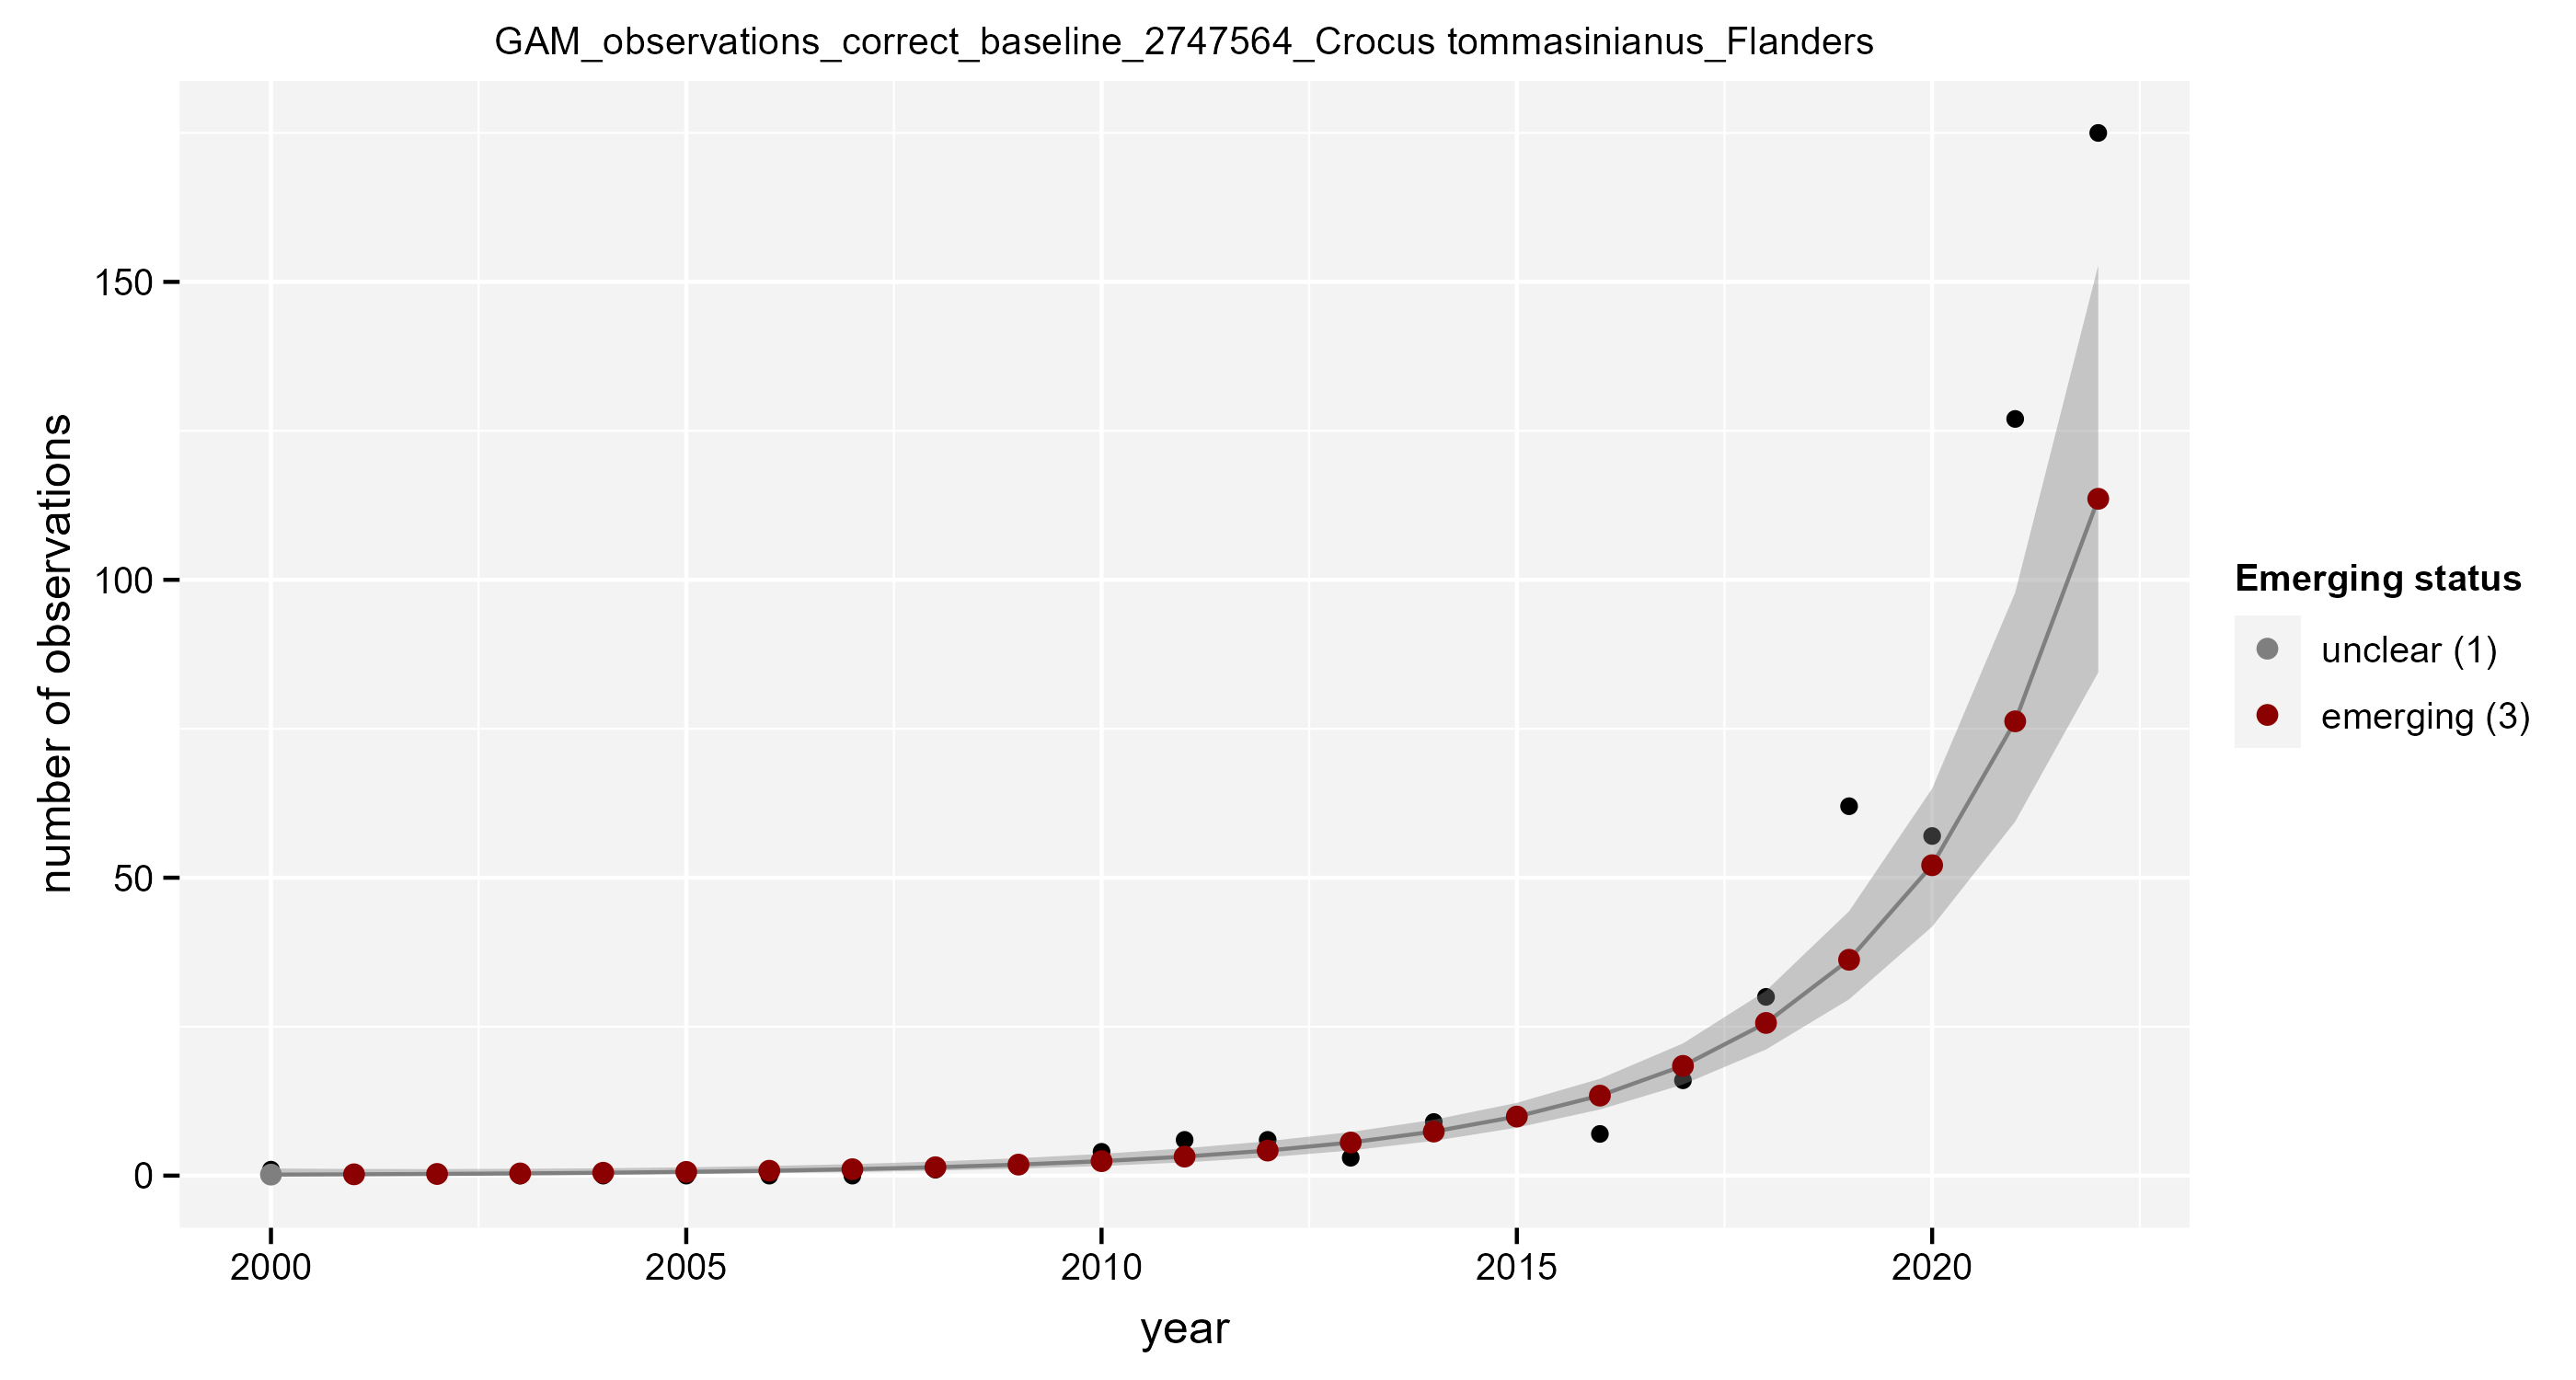 GAM_observations_correct_baseline_2747564_Crocus tommasinianus_Flanders
number of observations
150
100
50
0
2000 2005 2010 2015 2020
year
Emerging status
unclear (1)
emerging (3)